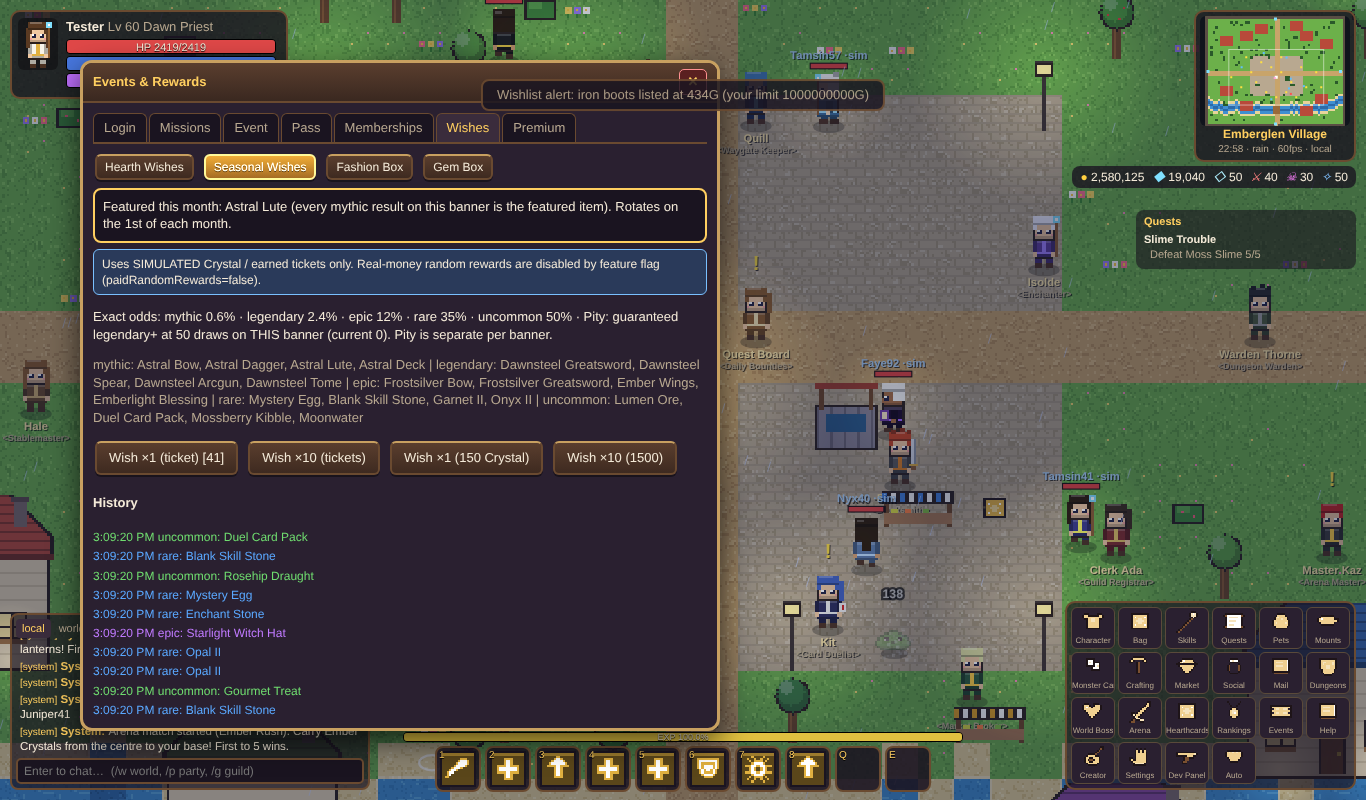 Tester Lv 60 Dawn Priest
HP 2419/2419
Events & Rewards
Wishlist alert: iron boots listed at 434G (your limit 1000000000G)
Login
Missions
Event
Pass
Memberships
Wishes
Premium
Hearth Wishes
Seasonal Wishes
Fashion Box
Gem Box
Featured this month: Astral Lute (every mythic result on this banner is the featured item). Rotates on
the 1st of each month.
Uses SIMULATED Crystal / earned tickets only. Real-money random rewards are disabled by feature flag
(paidRandomRewards=false).
Exact odds: mythic 0.6% · legendary 2.4% · epic 12% · rare 35% · uncommon 50% · Pity: guaranteed
legendary+ at 50 draws on THIS banner (current 0). Pity is separate per banner.
mythic: Astral Bow, Astral Dagger, Astral Lute, Astral Deck | legendary: Dawnsteel Greatsword, Dawnsteel
Spear, Dawnsteel Arcgun, Dawnsteel Tome | epic: Frostsilver Bow, Frostsilver Greatsword, Ember Wings,
Emberlight Blessing | rare: Mystery Egg, Blank Skill Stone, Garnet II, Onyx II | uncommon: Lumen Ore,
Duel Card Pack, Mossberry Kibble, Moonwater
Wish ×1 (ticket) [41]
Wish ×10 (tickets)
Wish ×1 (150 Crystal)
Wish ×10 (1500)
History
3:09:20 PM uncommon: Duel Card Pack
3:09:20 PM rare: Blank Skill Stone
3:09:20 PM uncommon: Rosehip Draught
3:09:20 PM rare: Mystery Egg
3:09:20 PM rare: Enchant Stone
3:09:20 PM epic: Starlight Witch Hat
3:09:20 PM rare: Opal II
3:09:20 PM rare: Opal II
3:09:20 PM uncommon: Gourmet Treat
3:09:20 PM rare: Blank Skill Stone
Tamsin57 ·sim
Quill
<Waygate Keeper>
Emberglen Village
22:58 · rain · 60fps · local
2,580,125
19,040
50
40
30
50
Quests
Slime Trouble
Defeat Moss Slime 5/5
Isolde
<Enchanter>
Quest Board
<Daily Bounties>
Warden Thorne
<Dungeon Warden>
Faye92 ·sim
Hale
<Stablemaster>
Tamsin41 ·sim
Nyx40 ·sim
Clerk Ada
<Guild Registrar>
Master Kaz
<Arena Master>
138
Kit
<Card Duelist>
local
lanterns!
[system]
[system]
[system]
Juniper41
[system] System: Arena match started (Ember Rush). Carry Ember
Crystals from the centre to your base! First to 5 wins.
Enter to chat… (/w world, /p party, /g guild)
EXP 100.0%
1
2
3
4
5
6
7
8
Q
E
Character
Bag
Skills
Quests
Pets
Mounts
Monster Ca
Crafting
Market
Social
Mail
Dungeons
World Boss
Arena
Hearthcards
Rankings
Events
Help
Creator
Settings
Dev Panel
Auto